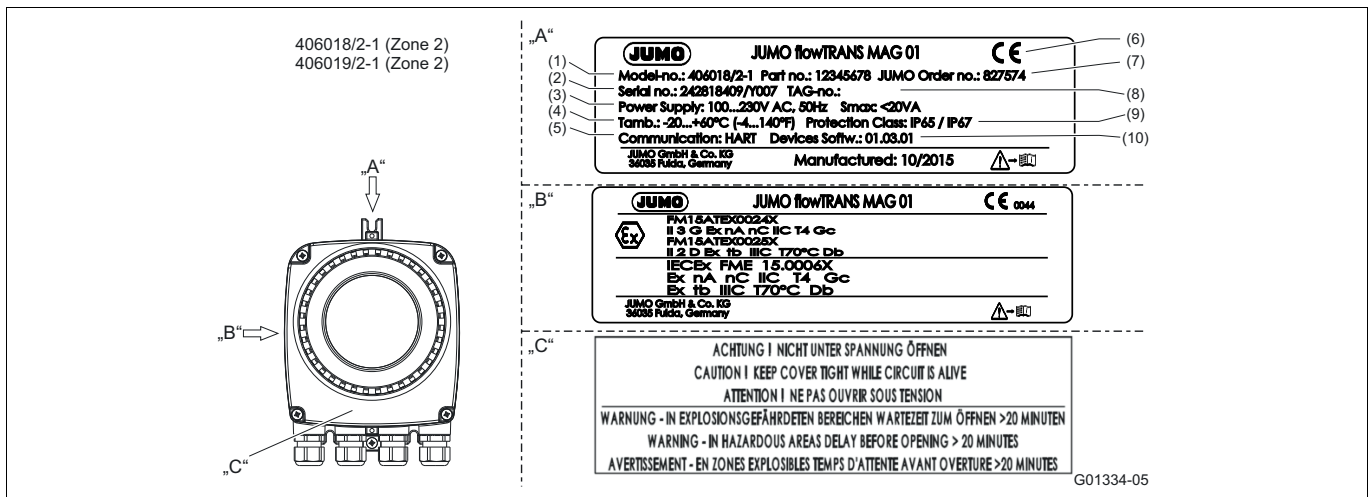 406018/2-1 (Zone 2)
406019/2-1 (Zone 2)
„A“
„B“
„C“
„A“
JUMO JUMO flowTRANS MAG 01 CE
(1) Model-no.: 406018/2-1 Part no.: 12345678 JUMO Order no.: 827574
(2) Serial no.: 242818409/Y007 TAG-no.:
(3) Power Supply: 100...230V AC, 50Hz Smax: <20VA
(4) Tamb.: -20...+60°C (-4...140°F) Protection Class: IP65 / IP67
(5) Communication: HART Devices Softw.: 01.03.01
(6)
(7)
(8)
(9)
(10)
JUMO GmbH & Co. KG
36035 Fulda, Germany
Manufactured: 10/2015
„B“
JUMO JUMO flowTRANS MAG 01 CE 0044
Ex
FM15ATEX0024X
II 3 G Ex nA nC IIC T4 Gc
FM15ATEX0025X
II 2 D Ex tb IIIC T70°C Db
IECEx FME 15.0006X
Ex nA nC IIC T4 Gc
Ex tb IIIC T70°C Db
JUMO GmbH & Co. KG
36035 Fulda, Germany
„C“
ACHTUNG ! NICHT UNTER SPANNUNG ÖFFNEN
CAUTION ! KEEP COVER TIGHT WHILE CIRCUIT IS ALIVE
ATTENTION ! NE PAS OUVRIR SOUS TENSION
WARNUNG - IN EXPLOSIONSGEFÄHRDETEN BEREICHEN WARTEZEIT ZUM ÖFFNEN >20 MINUTEN
WARNING - IN HAZARDOUS AREAS DELAY BEFORE OPENING > 20 MINUTES
AVERTISSEMENT - EN ZONES EXPLOSIBLES TEMPS D'ATTENTE AVANT OVERTURE >20 MINUTES
G01334-05